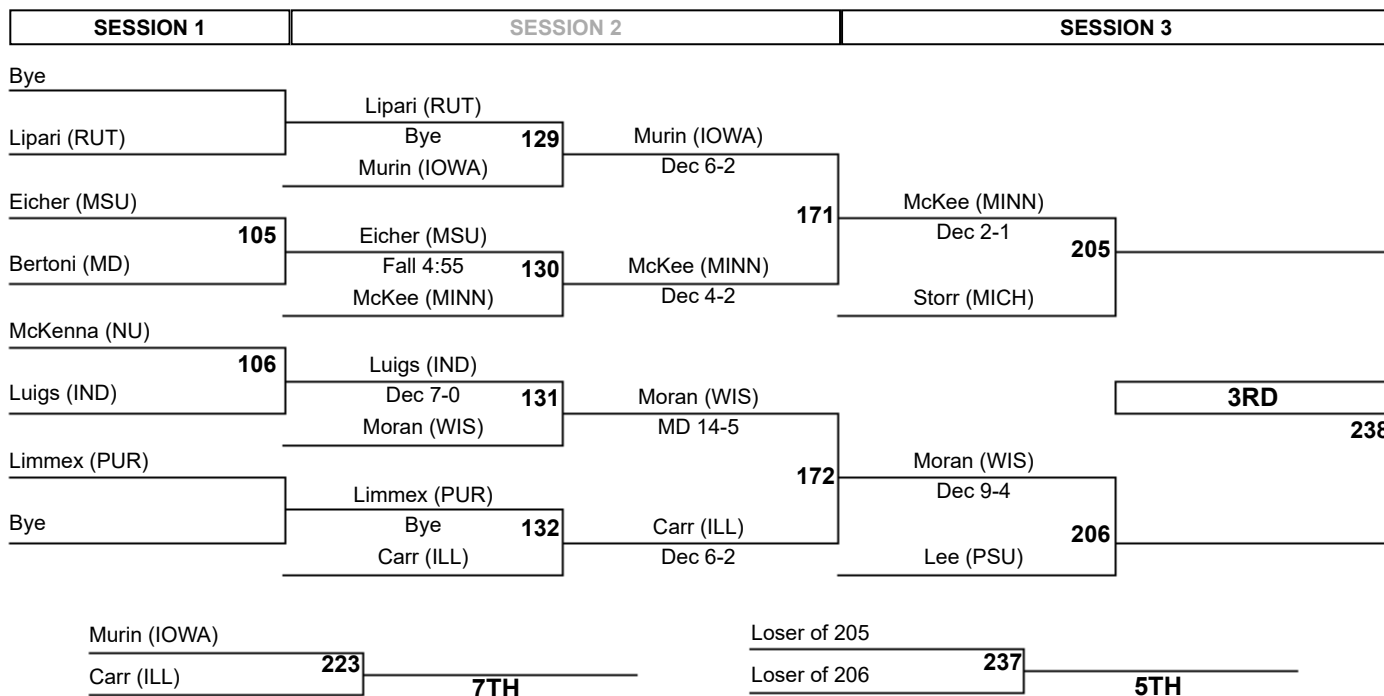 SESSION 1
SESSION 2
SESSION 3
Bye
Lipari (RUT)
Lipari (RUT)
Bye
129
Murin (IOWA)
Murin (IOWA)
Dec 6-2
Eicher (MSU)
105
Bertoni (MD)
Eicher (MSU)
Fall 4:55
130
McKee (MINN)
McKee (MINN)
Dec 4-2
171
McKee (MINN)
Dec 2-1
205
Storr (MICH)
McKenna (NU)
106
Luigs (IND)
Luigs (IND)
Dec 7-0
131
Moran (WIS)
Moran (WIS)
MD 14-5
3RD
238
Limmex (PUR)
Bye
Limmex (PUR)
Bye
132
Carr (ILL)
Carr (ILL)
Dec 6-2
172
Moran (WIS)
Dec 9-4
206
Lee (PSU)
Murin (IOWA)
223
Carr (ILL)
7TH
Loser of 205
237
Loser of 206
5TH